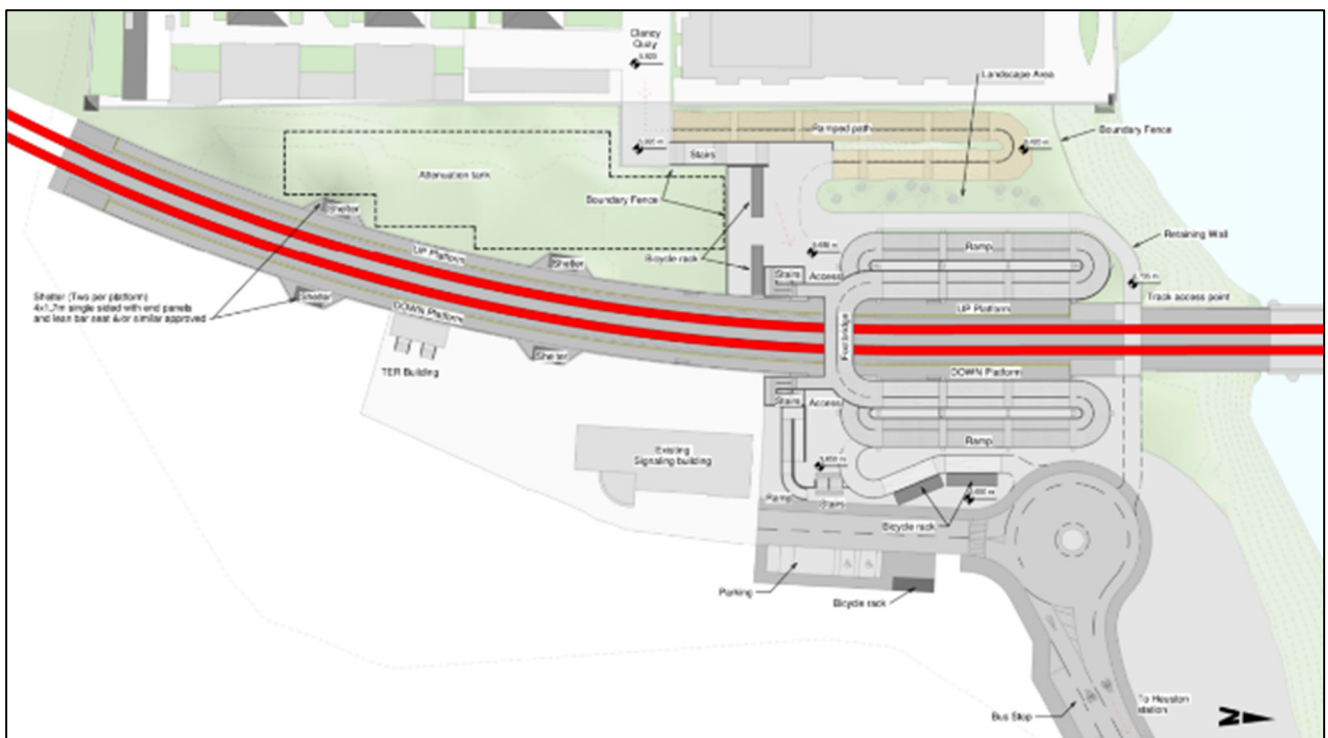 Clancy
Quay
Landscape Area
Ramped path
Boundary Fence
Stairs
Attenuation tank
Boundary Fence
Shelter
Retaining Wall
UP Platform
Ramp
Bicycle rack
Stairs
Access
Shelter
Shelter (Two per platform)
4x1.7m single sided with end panels
and lean bar seat &/or similar approved
Shelter
Track access point
UP Platform
DOWN Platform
Footbridge
Shelter
TER Building
DOWN Platform
Stairs
Access
Ramp
Existing
Signaling building
Ramp
Stairs
Bicycle rack
Parking
Bicycle rack
Bus Stop
To Heuston
station
N